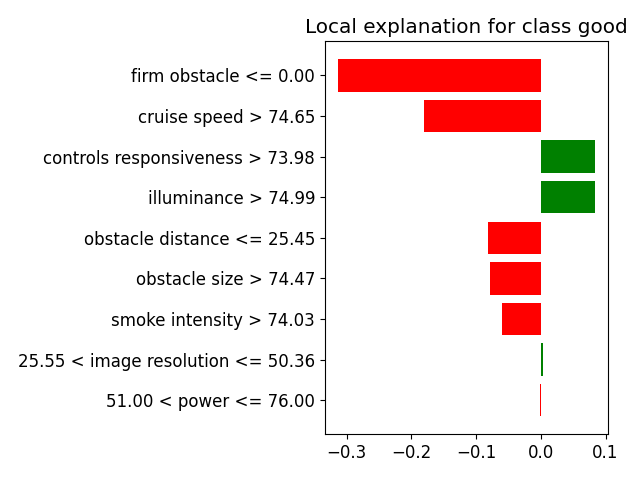 Local explanation for class good
firm obstacle <= 0.00
cruise speed > 74.65
controls responsiveness > 73.98
illuminance > 74.99
obstacle distance <= 25.45
obstacle size > 74.47
smoke intensity > 74.03
25.55 < image resolution <= 50.36
51.00 < power <= 76.00
−0.3 −0.2 −0.1 0.0 0.1